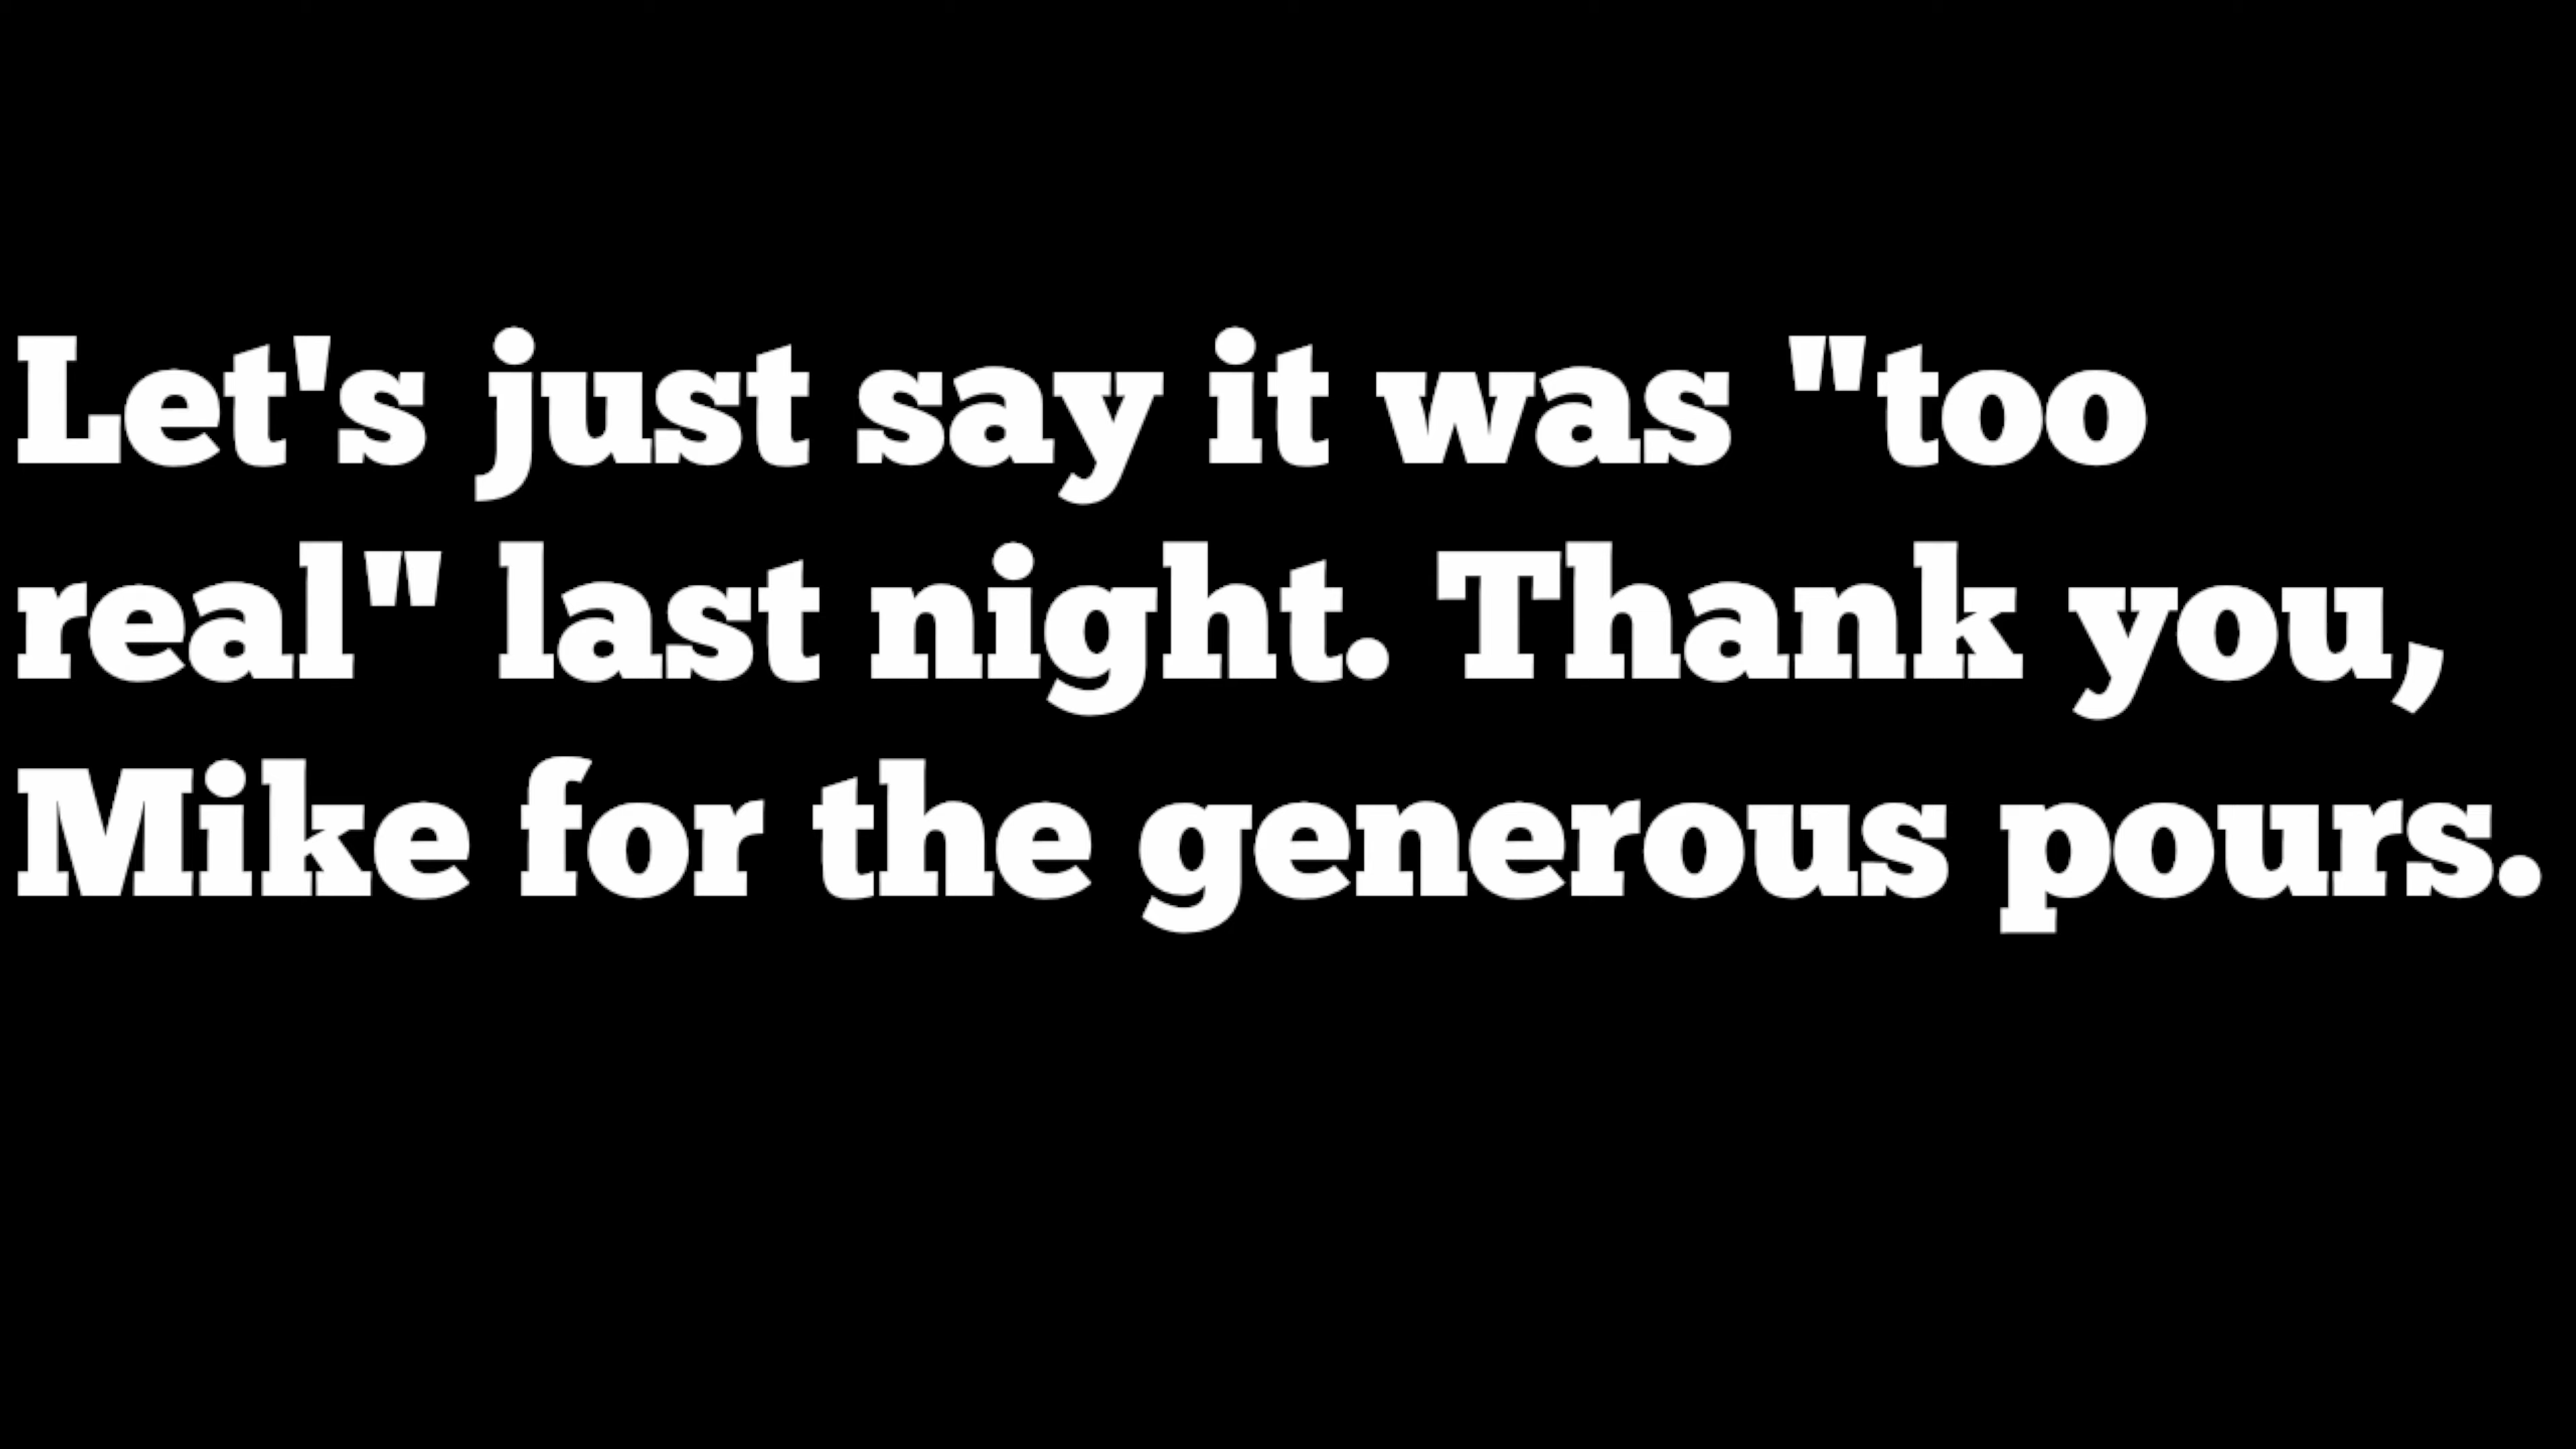 Let's just say it was "too
real" last night. Thank you,
Mike for the generous pours.